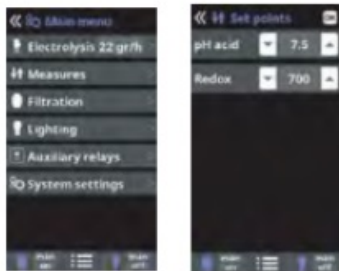 Main menu
Electrolysis 22 gr/h
Measures
Filtration
Lighting
Auxiliary relays
System settings
Set points
OK
pH acid 7.5
Redox 700